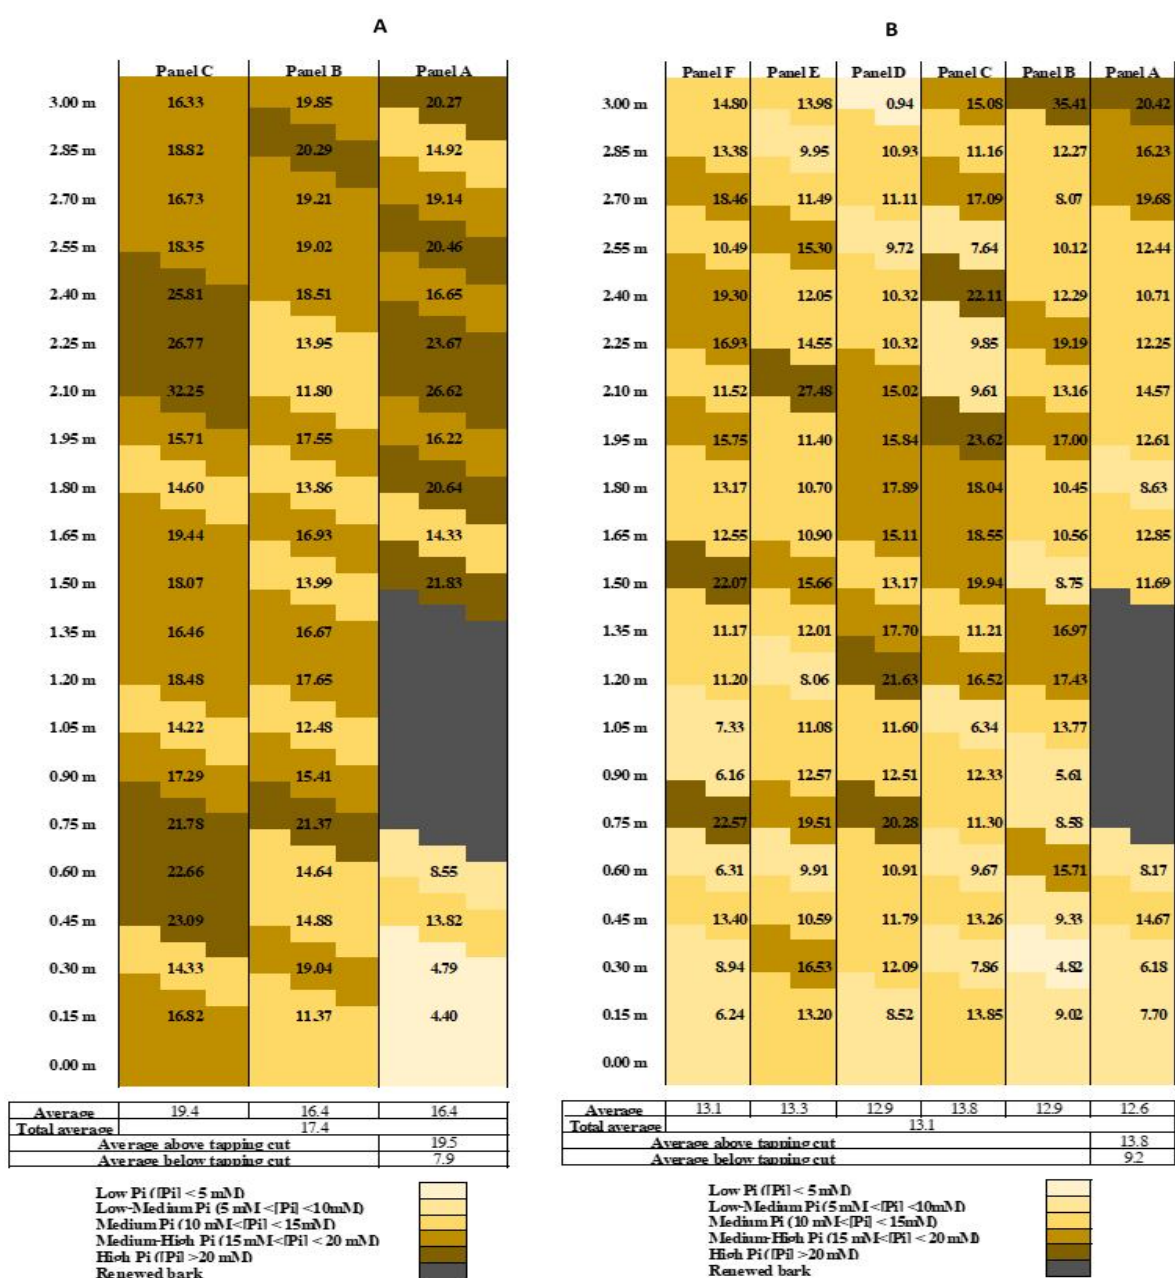 A
Panel C Panel B Panel A
3.00 m 16.33 19.85 20.27
2.85 m 18.82 20.29 14.92
2.70 m 16.73 19.21 19.14
2.55 m 18.35 19.02 20.46
2.40 m 25.81 18.51 16.65
2.25 m 26.77 13.95 23.67
2.10 m 32.25 11.80 26.62
1.95 m 15.71 17.55 16.22
1.80 m 14.60 13.86 20.64
1.65 m 19.44 16.93 14.33
1.50 m 18.07 13.99 21.83
1.35 m 16.46 16.67
1.20 m 18.48 17.65
1.05 m 14.22 12.48
0.90 m 17.29 15.41
0.75 m 21.78 21.37
0.60 m 22.66 14.64 8.55
0.45 m 23.09 14.88 13.82
0.30 m 14.33 19.04 4.79
0.15 m 16.82 11.37 4.40
0.00 m
Average 19.4 16.4 16.4
Total average 17.4
Average above tapping cut 19.5
Average below tapping cut 7.9
Low Pi ([Pi] < 5 mM)
Low-Medium Pi (5 mM <[Pi] <10mM)
Medium Pi (10 mM<[Pi] < 15mM)
Medium-High Pi (15 mM<[Pi] < 20 mM)
High Pi ([Pi] >20 mM)
Renewed bark
B
Panel F Panel E Panel D Panel C Panel B Panel A
3.00 m 14.80 13.98 0.94 15.08 35.41 20.42
2.85 m 13.38 9.95 10.93 11.16 12.27 16.23
2.70 m 18.46 11.49 11.11 17.09 8.07 19.68
2.55 m 10.49 15.30 9.72 7.64 10.12 12.44
2.40 m 19.30 12.05 10.32 22.11 12.29 10.71
2.25 m 16.93 14.55 10.32 9.85 19.19 12.25
2.10 m 11.52 27.48 15.02 9.61 13.16 14.57
1.95 m 15.75 11.40 15.84 23.62 17.00 12.61
1.80 m 13.17 10.70 17.89 18.04 10.45 8.63
1.65 m 12.55 10.90 15.11 18.55 10.56 12.85
1.50 m 22.07 15.66 13.17 19.94 8.75 11.69
1.35 m 11.17 12.01 17.70 11.21 16.97
1.20 m 11.20 8.06 21.63 16.52 17.43
1.05 m 7.33 11.08 11.60 6.34 13.77
0.90 m 6.16 12.57 12.51 12.33 5.61
0.75 m 22.57 19.51 20.28 11.30 8.58
0.60 m 6.31 9.91 10.91 9.67 15.71 8.17
0.45 m 13.40 10.59 11.79 13.26 9.33 14.67
0.30 m 8.94 16.53 12.09 7.86 4.82 6.18
0.15 m 6.24 13.20 8.52 13.85 9.02 7.70
0.00 m
Average 13.1 13.3 12.9 13.8 12.9 12.6
Total average 13.1
Average above tapping cut 13.8
Average below tapping cut 9.2
Low Pi ([Pi] < 5 mM)
Low-Medium Pi (5 mM <[Pi] <10mM)
Medium Pi (10 mM<[Pi] < 15mM)
Medium-High Pi (15 mM<[Pi] < 20 mM)
High Pi ([Pi] >20 mM)
Renewed bark